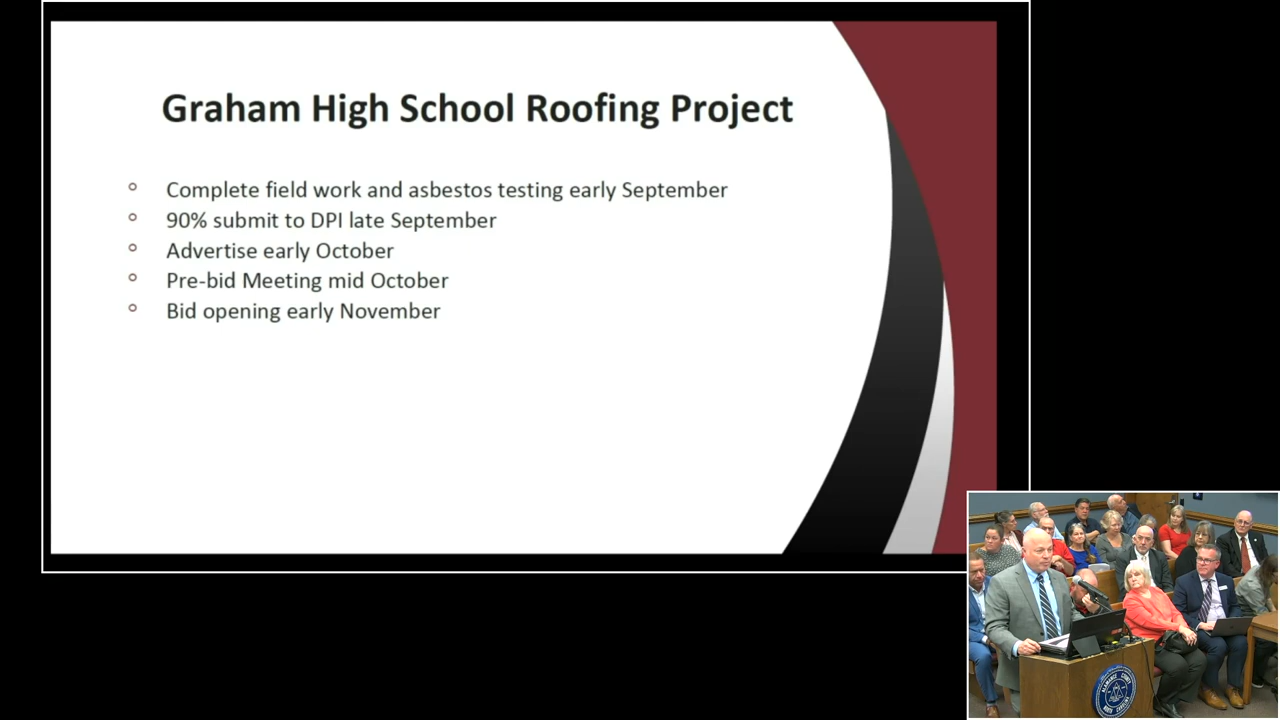 Graham High School Roofing Project
Complete field work and asbestos testing early September
90% submit to DPI late September
Advertise early October
Pre-bid Meeting mid October
Bid opening early November